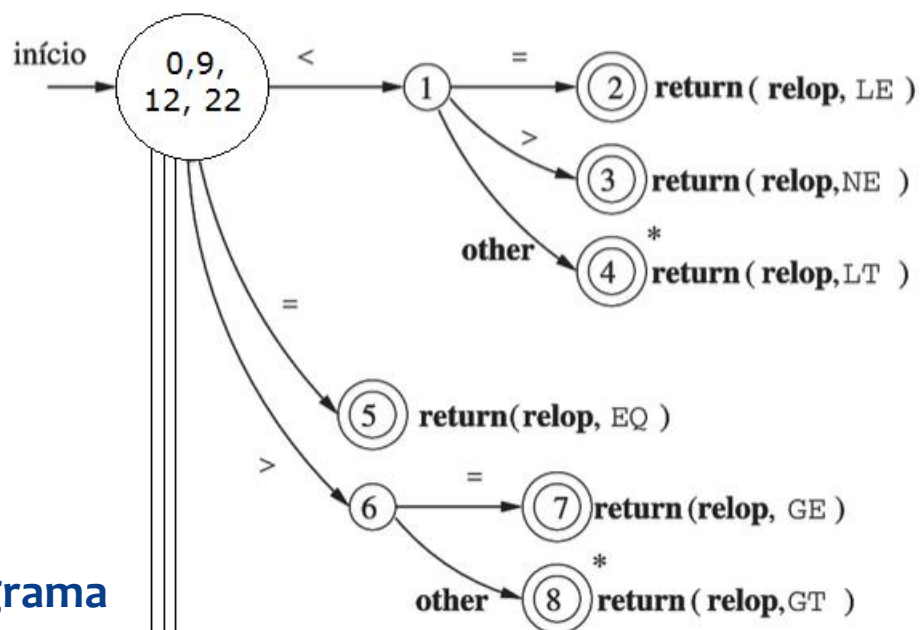 início
0,9,
12, 22
<
1
=
2
return( relop, LE )
>
3
return( relop,NE )
other
4
*
return( relop,LT )
=
5
return(relop, EQ )
>
6
=
7
return(relop, GE )
other
8
*
return( relop,GT )
grama